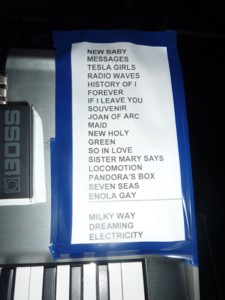 NEW BABY
MESSAGES
TESLA GIRLS
RADIO WAVES
HISTORY OF I
FOREVER
IF I LEAVE YOU
SOUVENIR
JOAN OF ARC
MAID
NEW HOLY
GREEN
SO IN LOVE
SISTER MARY SAYS
LOCOMOTION
PANDORA'S BOX
SEVEN SEAS
ENOLA GAY
MILKY WAY
DREAMING
ELECTRICITY
BOSS